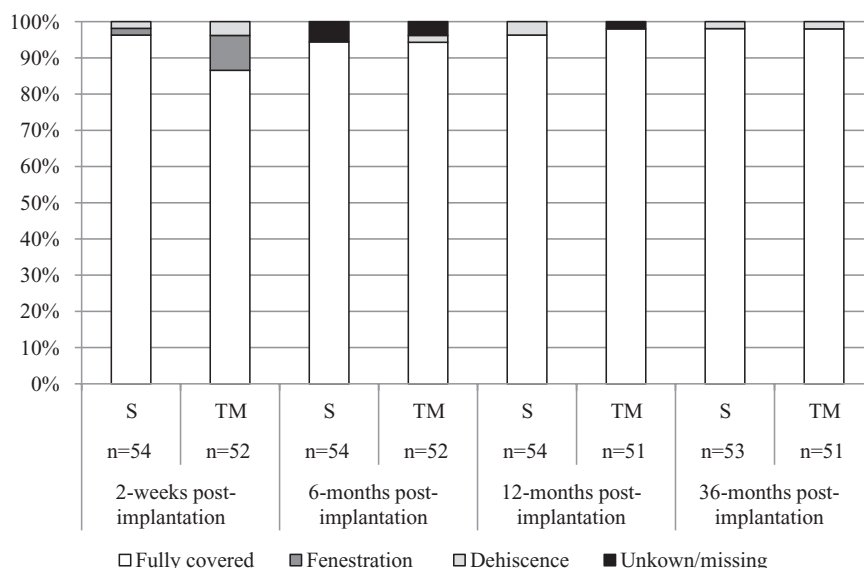 100%
90%
80%
70%
60%
50%
40%
30%
20%
10%
0%
S TM S TM S TM S TM
n=54 n=52 n=54 n=52 n=54 n=51 n=53 n=51
2-weeks post- 6-months post- 12-months post- 36-months post-
implantation implantation implantation implantation
Fully covered Fenestration Dehiscence Unkown/missing